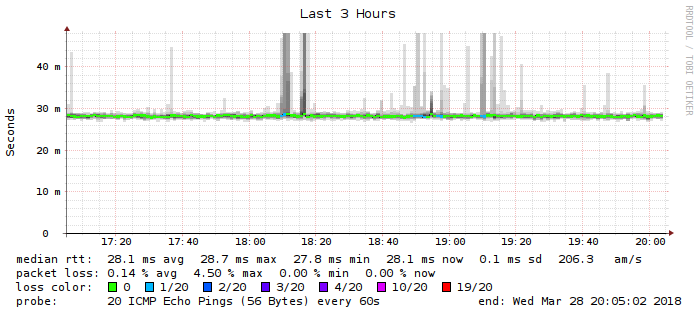 Last 3 Hours
RRDTOOL / TOBI OETIKER
Seconds
40 m
30 m
20 m
10 m
0
17:20 17:40 18:00 18:20 18:40 19:00 19:20 19:40 20:00
median rtt: 28.1 ms avg 28.7 ms max 27.8 ms min 28.1 ms now 0.1 ms sd 206.3 am/s
packet loss: 0.14 % avg 4.50 % max 0.00 % min 0.00 % now
loss color: 0 1/20 2/20 3/20 4/20 10/20 19/20
probe: 20 ICMP Echo Pings (56 Bytes) every 60s end: Wed Mar 28 20:05:02 2018